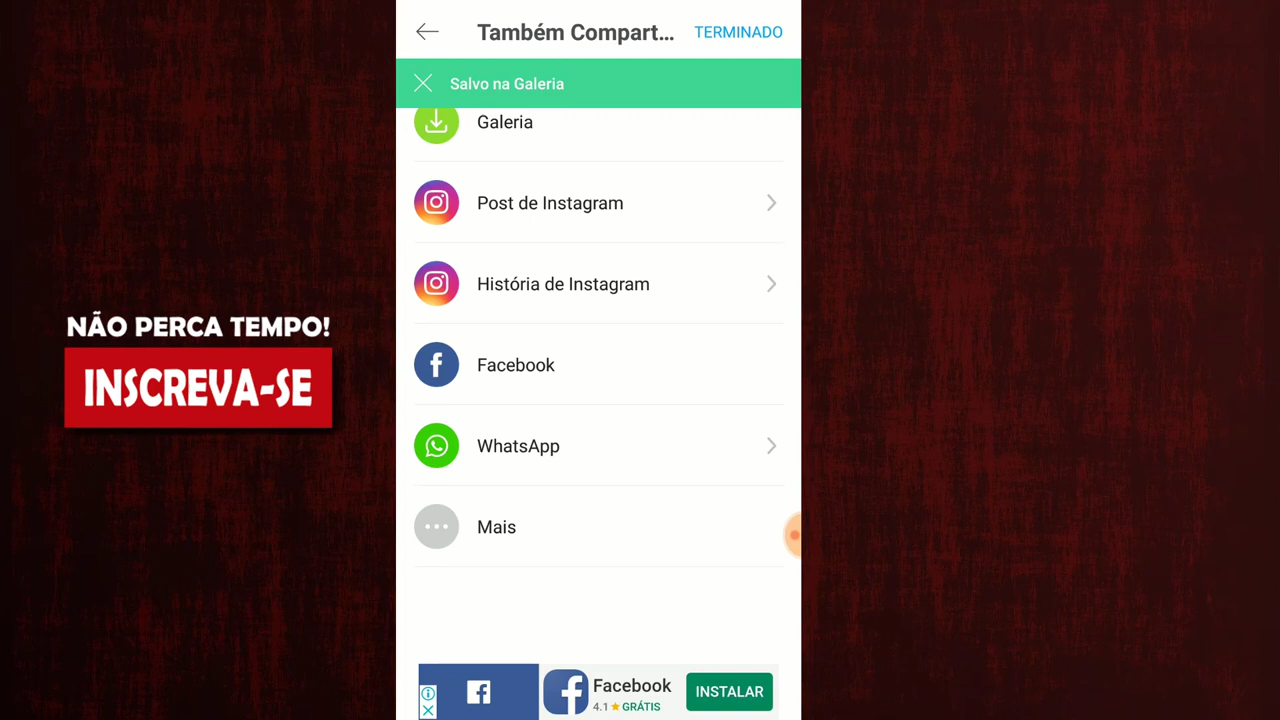 Também Compart...
TERMINADO
Salvo na Galeria
Galeria
Post de Instagram
História de Instagram
NÃO PERCA TEMPO!
INSCREVA-SE
Facebook
WhatsApp
Mais
Facebook
4.1 GRÁTIS
INSTALAR